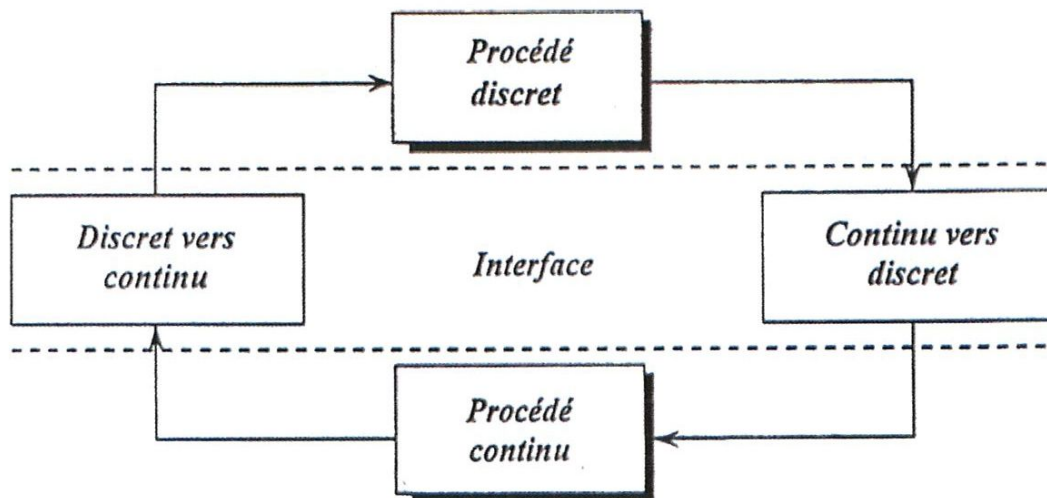 Procédé
discret
Discret vers
continu
Interface
Continu vers
discret
Procédé
continu